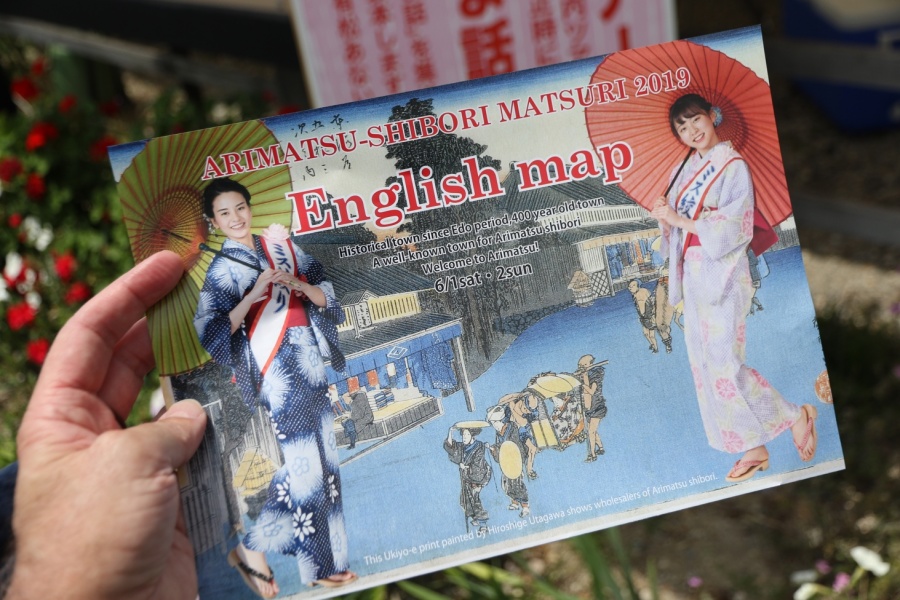 ARIMATSU-SHIBORI MATSURI 2019
English map
Historical town since Edo period, 400 year old town
A well-known town for Arimatsu shibori
Welcome to Arimatsu!
6/1sat・2sun
This Ukiyo-e print painted by Hiroshige Utagawa shows wholesalers of Arimatsu shibori.